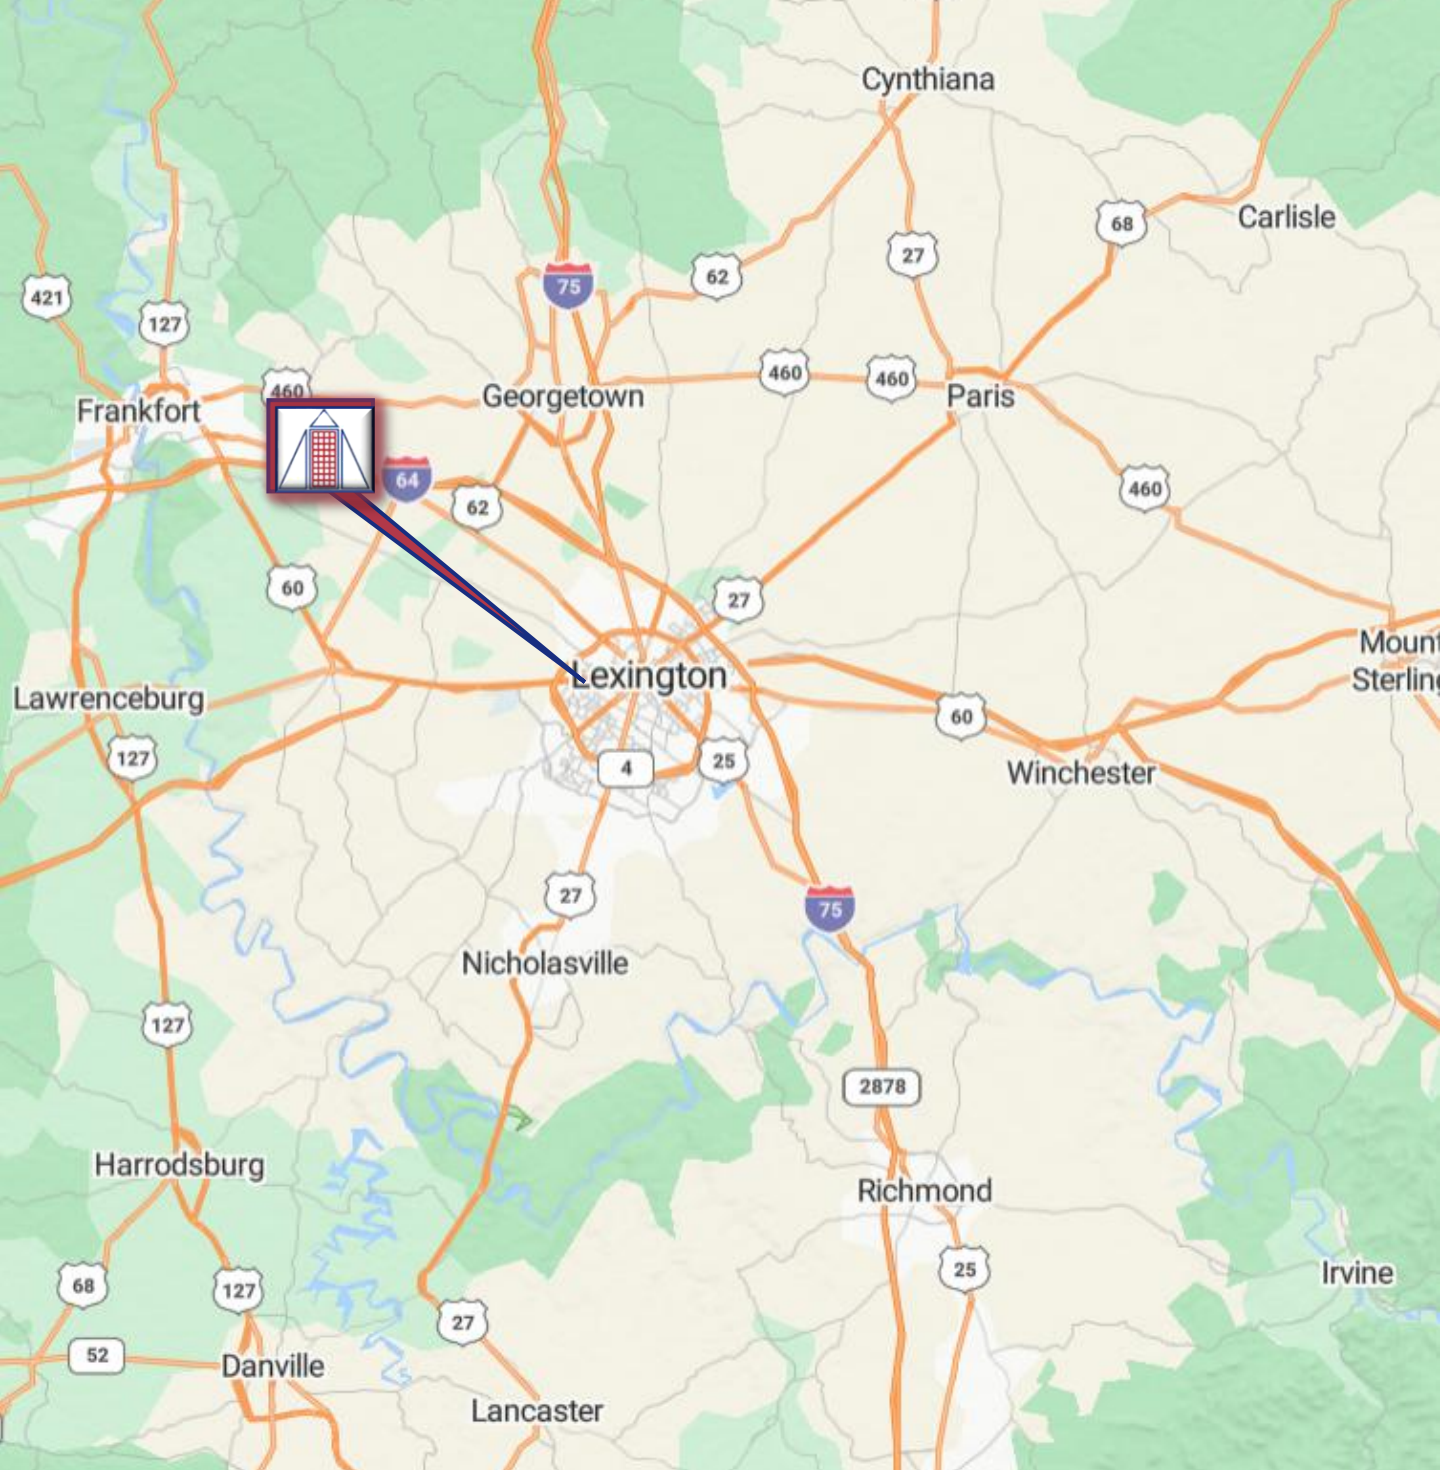 Cynthiana
Carlisle
68
27
62
75
421
127
460
460
460
Frankfort
Georgetown
Paris
64
62
460
60
27
Mount
Sterling
Lexington
Lawrenceburg
60
127
4
25
Winchester
27
75
Nicholasville
127
2878
Harrodsburg
Richmond
68
127
25
Irvine
27
52
Danville
Lancaster